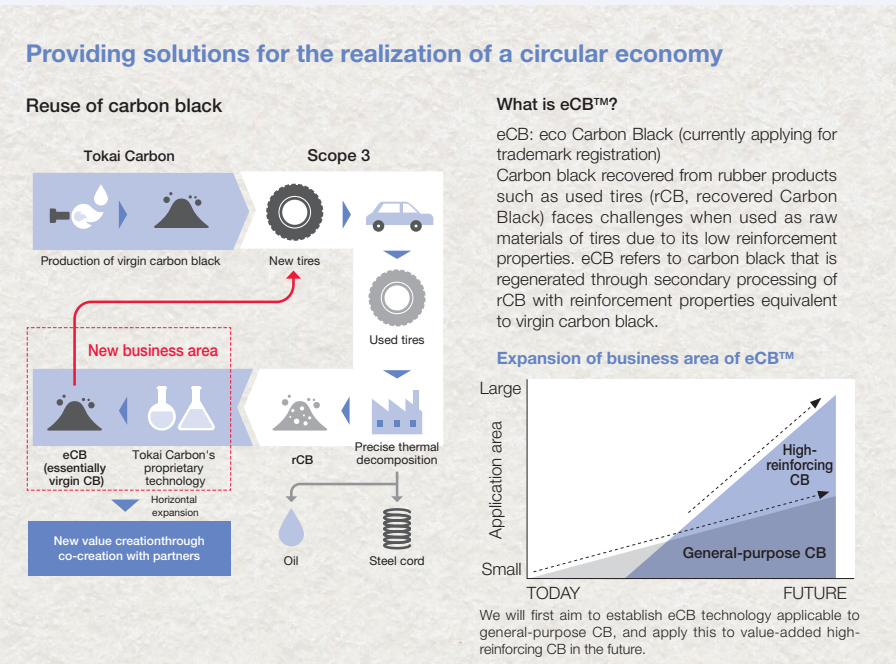 Providing solutions for the realization of a circular economy
Reuse of carbon black
Tokai Carbon
Scope 3
Production of virgin carbon black
New tires
Used tires
New business area
eCB
(essentially
virgin CB)
Tokai Carbon's
proprietary
technology
rCB
Precise thermal
decomposition
Horizontal
expansion
New value creationthrough
co-creation with partners
Oil
Steel cord
What is eCB™?
eCB: eco Carbon Black (currently applying for
trademark registration)
Carbon black recovered from rubber products
such as used tires (rCB, recovered Carbon
Black) faces challenges when used as raw
materials of tires due to its low reinforcement
properties. eCB refers to carbon black that is
regenerated through secondary processing of
rCB with reinforcement properties equivalent
to virgin carbon black.
Expansion of business area of eCB™
Large
Application area
Small
High-
reinforcing
CB
General-purpose CB
TODAY
FUTURE
We will first aim to establish eCB technology applicable to
general-purpose CB, and apply this to value-added high-
reinforcing CB in the future.